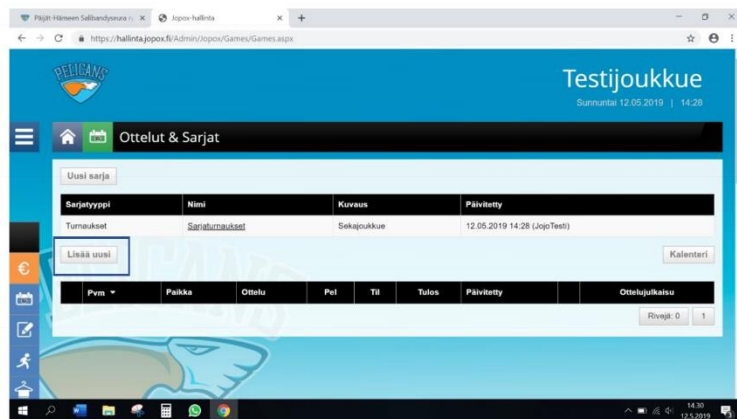 Päijät-Hämeen Salibandyseura r
Jopox-hallinta
https://hallinta.jopox.fi/Admin/Jopox/Games/Games.aspx
PELICANS
Testijoukkue
Sunnuntai 12.05.2019 | 14:28
Ottelut & Sarjat
Uusi sarja
Sarjatyyppi Nimi Kuvaus Päivitetty
Turnaukset Sarjaturnaukset Sekajoukkue 12.05.2019 14:28 (JojoTesti)
Lisää uusi Kalenteri
Pvm Paikka Ottelu Pel Til Tulos Päivitetty Ottelujulkaisu
Rivejä: 0 1
14.30
12.5.2019